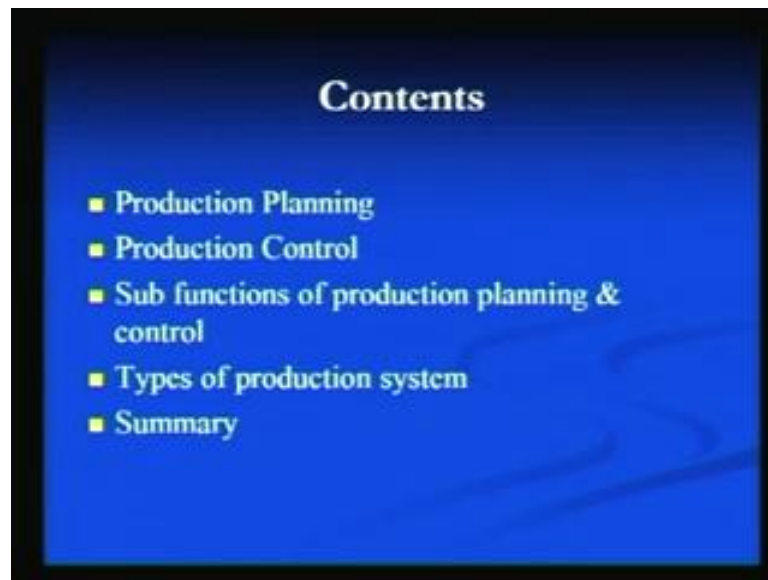 Contents
Production Planning
Production Control
Sub functions of production planning &
control
Types of production system
Summary